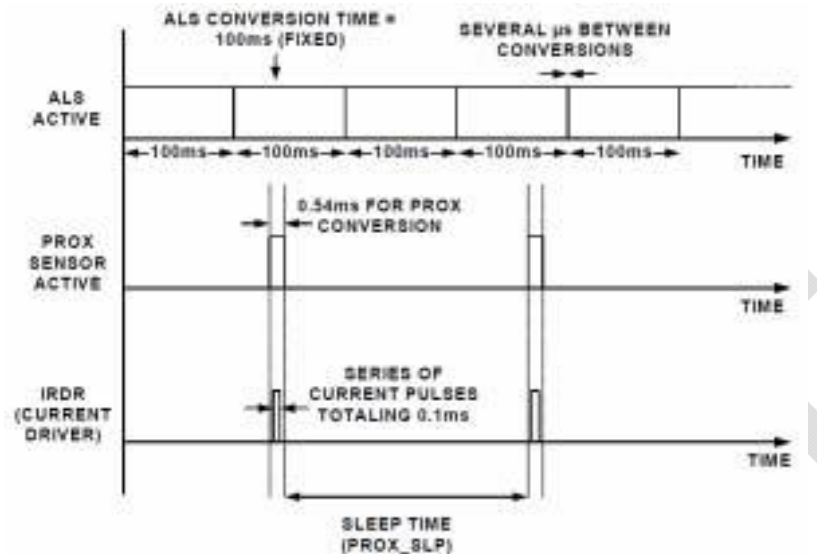 ALS CONVERSION TIME =
100ms (FIXED)
SEVERAL µs BETWEEN
CONVERSIONS
ALS
ACTIVE
100ms
100ms
100ms
100ms
100ms
TIME
0.54ms FOR PROX
CONVERSION
PROX
SENSOR
ACTIVE
TIME
SERIES OF
CURRENT PULSES
TOTALING 0.1ms
IRDR
(CURRENT
DRIVER)
TIME
SLEEP TIME
(PROX_SLP)